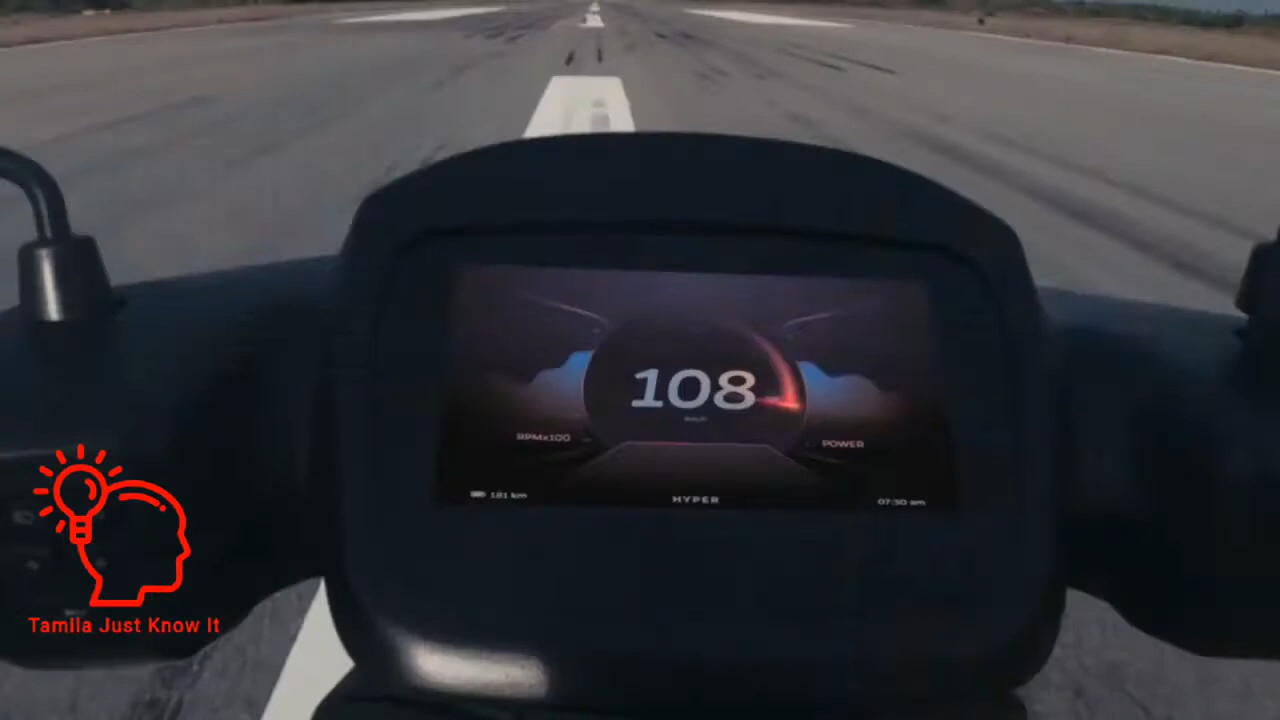 108
RPMx100
POWER
181 km
HYPER
07:30 am
Tamila Just Know It